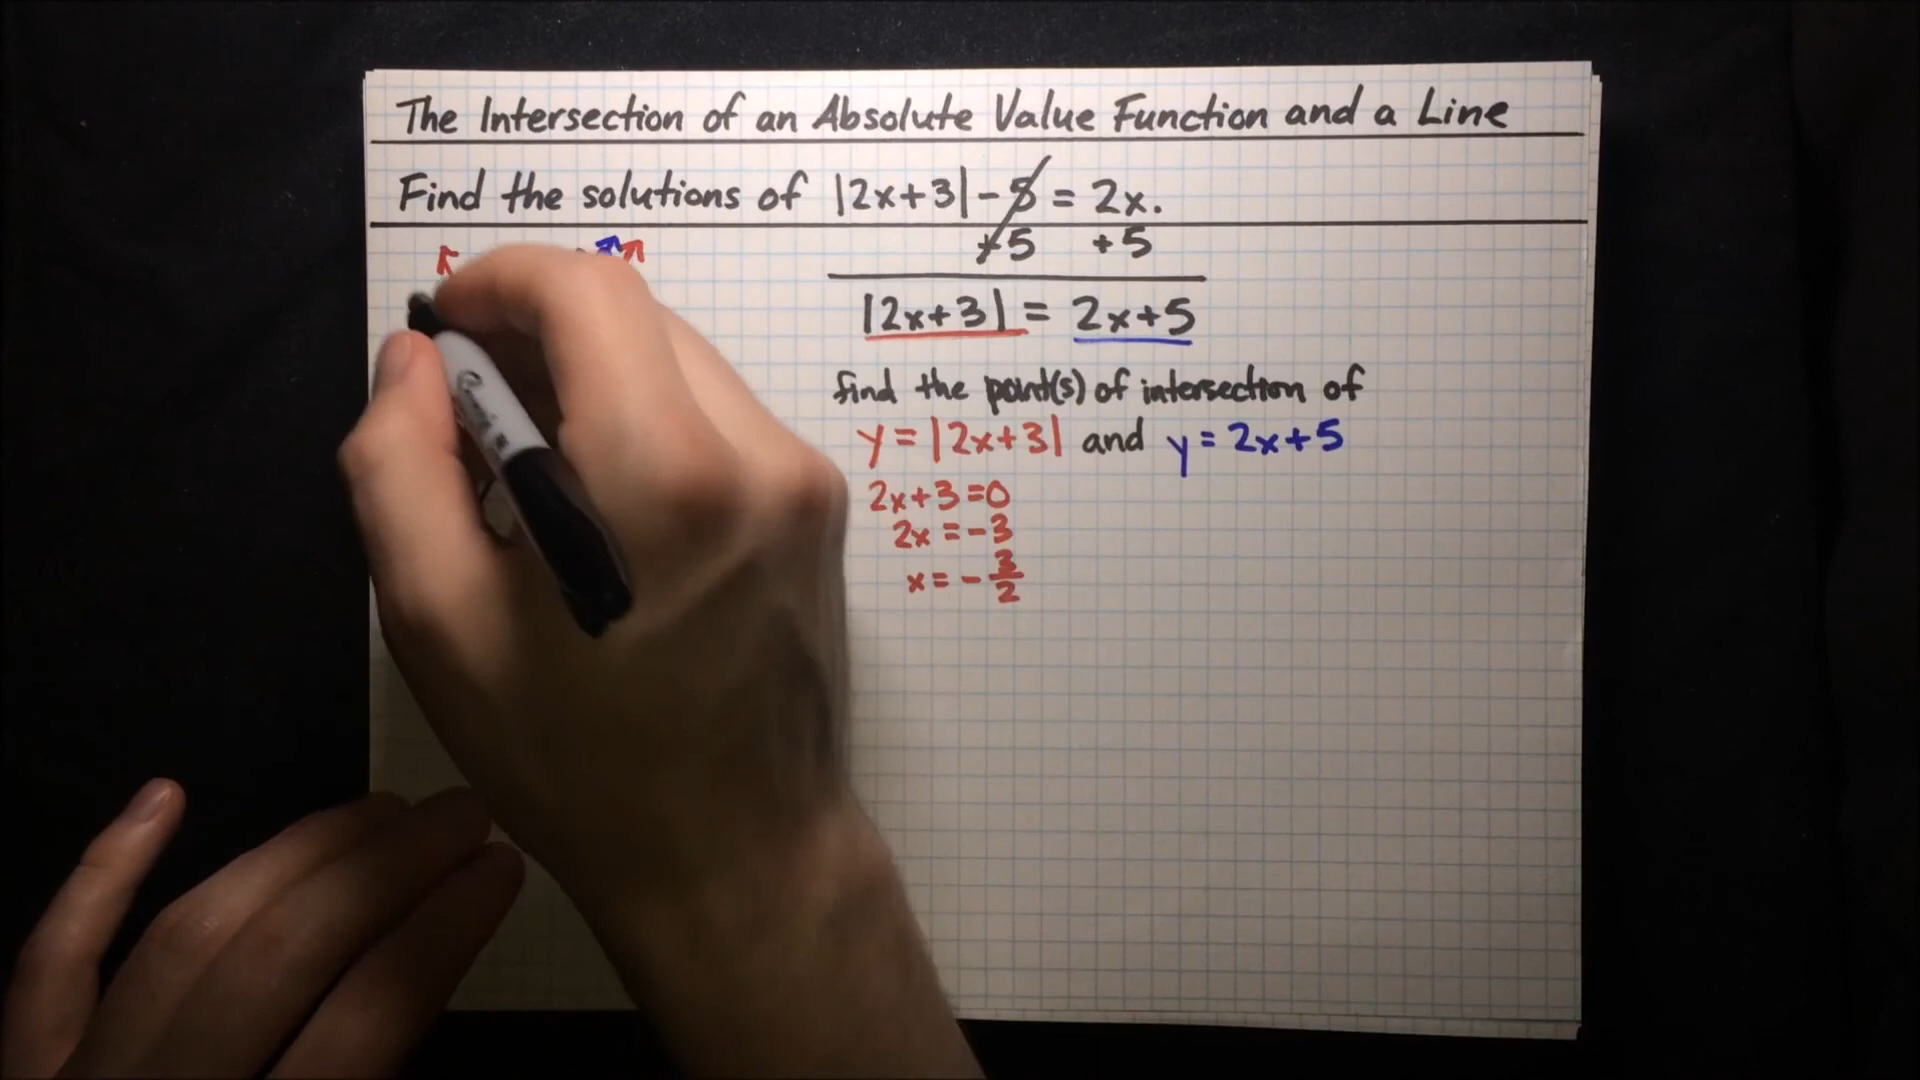 The Intersection of an Absolute Value Function and a Line
Find the solutions of |2x+3| - 5 = 2x.
+5 +5
|2x+3| = 2x+5
find the point(s) of intersection of
y = |2x+3| and y = 2x+5
2x+3=0
2x = -3
x = - 3/2